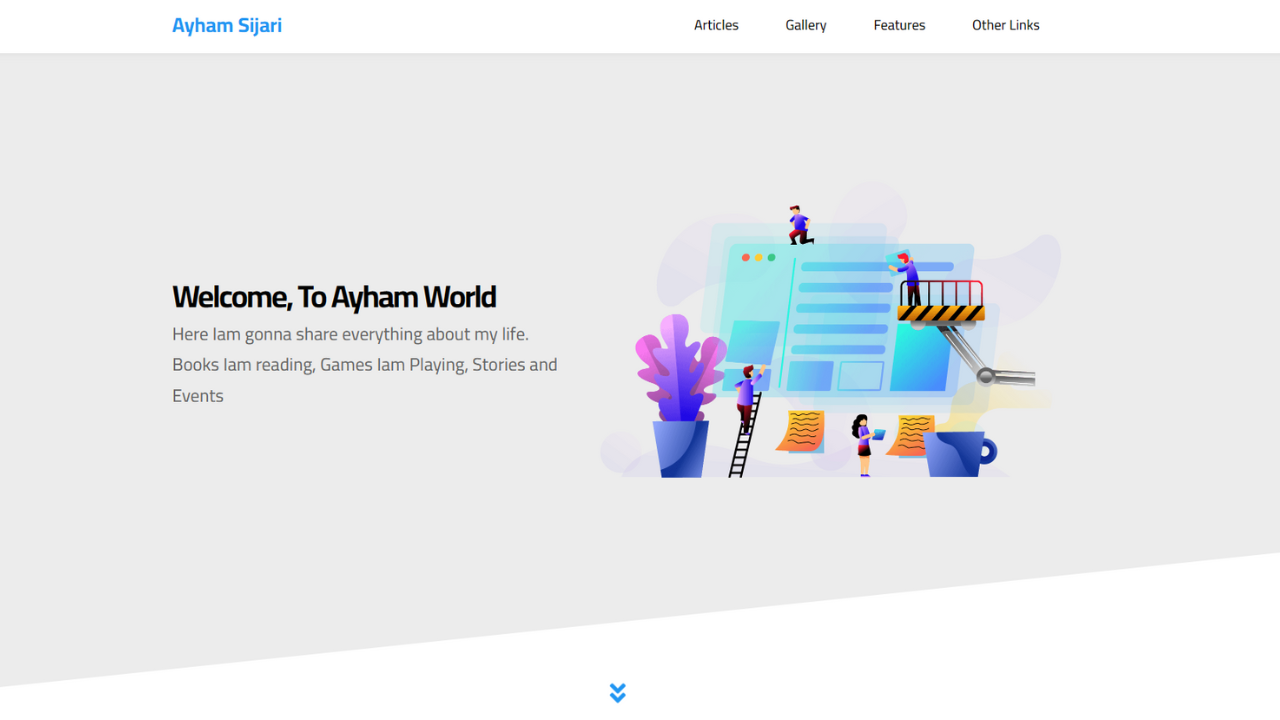 Ayham Sijari
Articles
Gallery
Features
Other Links
Welcome, To Ayham World
Here Iam gonna share everything about my life.
Books Iam reading, Games Iam Playing, Stories and
Events